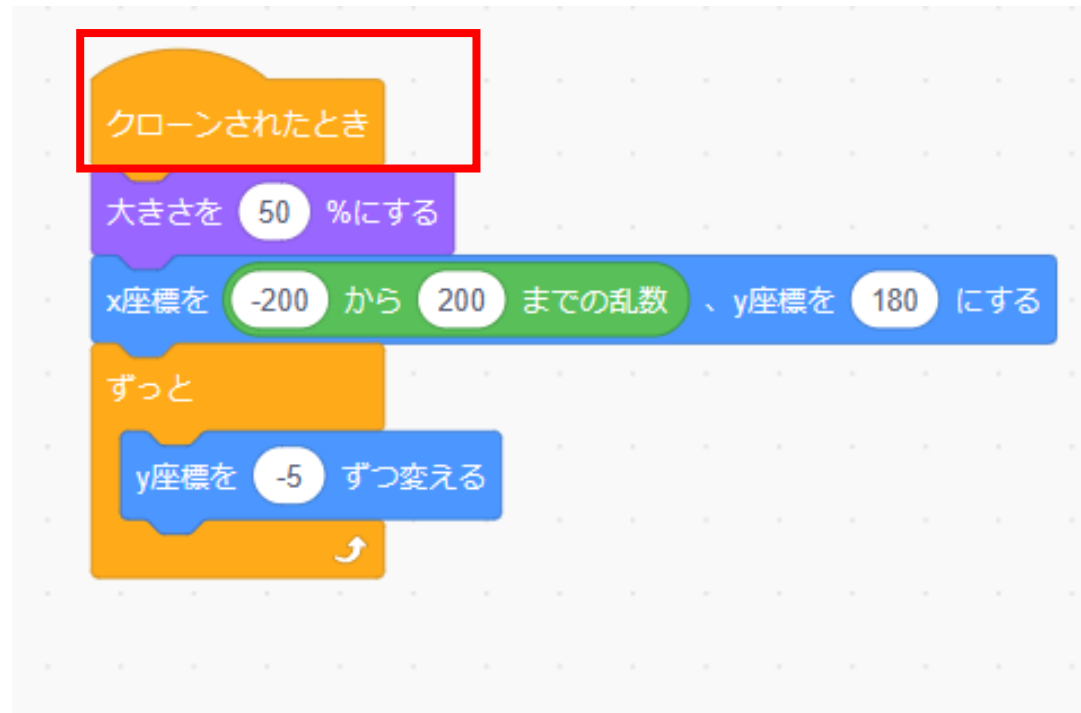 クローンされたとき
大きさを 50 %にする
x座標を -200 から 200 までの乱数 、y座標を 180 にする
ずっと
y座標を -5 ずつ変える